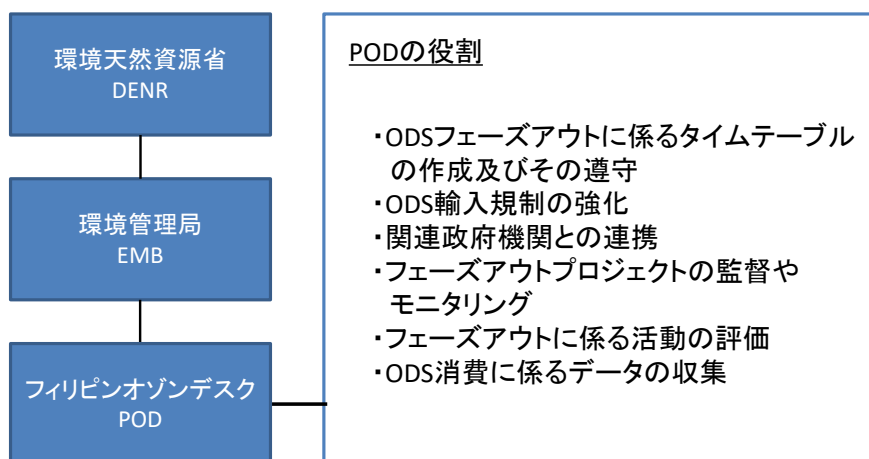 環境天然資源省
DENR
環境管理局
EMB
フィリピンオゾンデスク
POD
PODの役割
・ODSフェーズアウトに係るタイムテーブル
の作成及びその遵守
・ODS輸入規制の強化
・関連政府機関との連携
・フェーズアウトプロジェクトの監督や
モニタリング
・フェーズアウトに係る活動の評価
・ODS消費に係るデータの収集